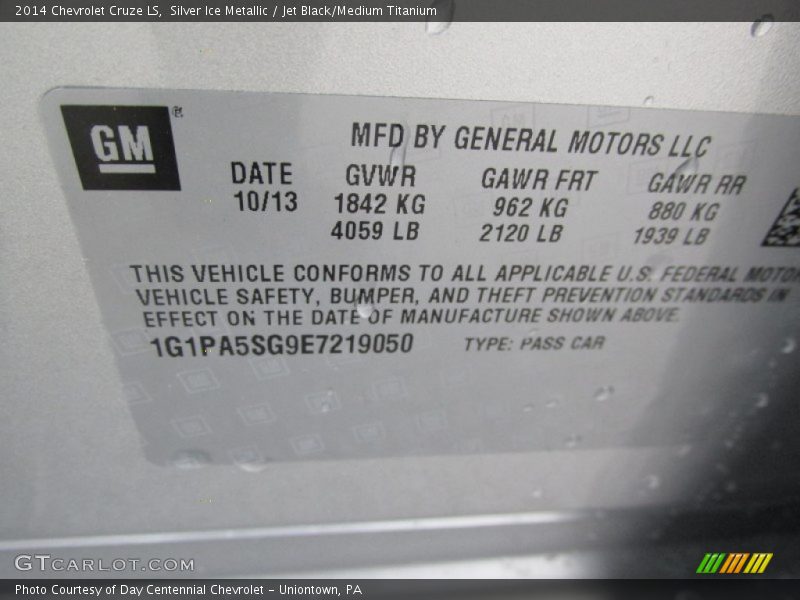 2014 Chevrolet Cruze LS, Silver Ice Metallic / Jet Black/Medium Titanium
GM ®
MFD BY GENERAL MOTORS LLC
DATE GVWR GAWR FRT GAWR RR
10/13 1842 KG 962 KG 880 KG
4059 LB 2120 LB 1939 LB
THIS VEHICLE CONFORMS TO ALL APPLICABLE U.S. FEDERAL MOTOR
VEHICLE SAFETY, BUMPER, AND THEFT PREVENTION STANDARDS IN
EFFECT ON THE DATE OF MANUFACTURE SHOWN ABOVE.
1G1PA5SG9E7219050 TYPE: PASS CAR
GTCARLOT.COM
Photo Courtesy of Day Centennial Chevrolet - Uniontown, PA